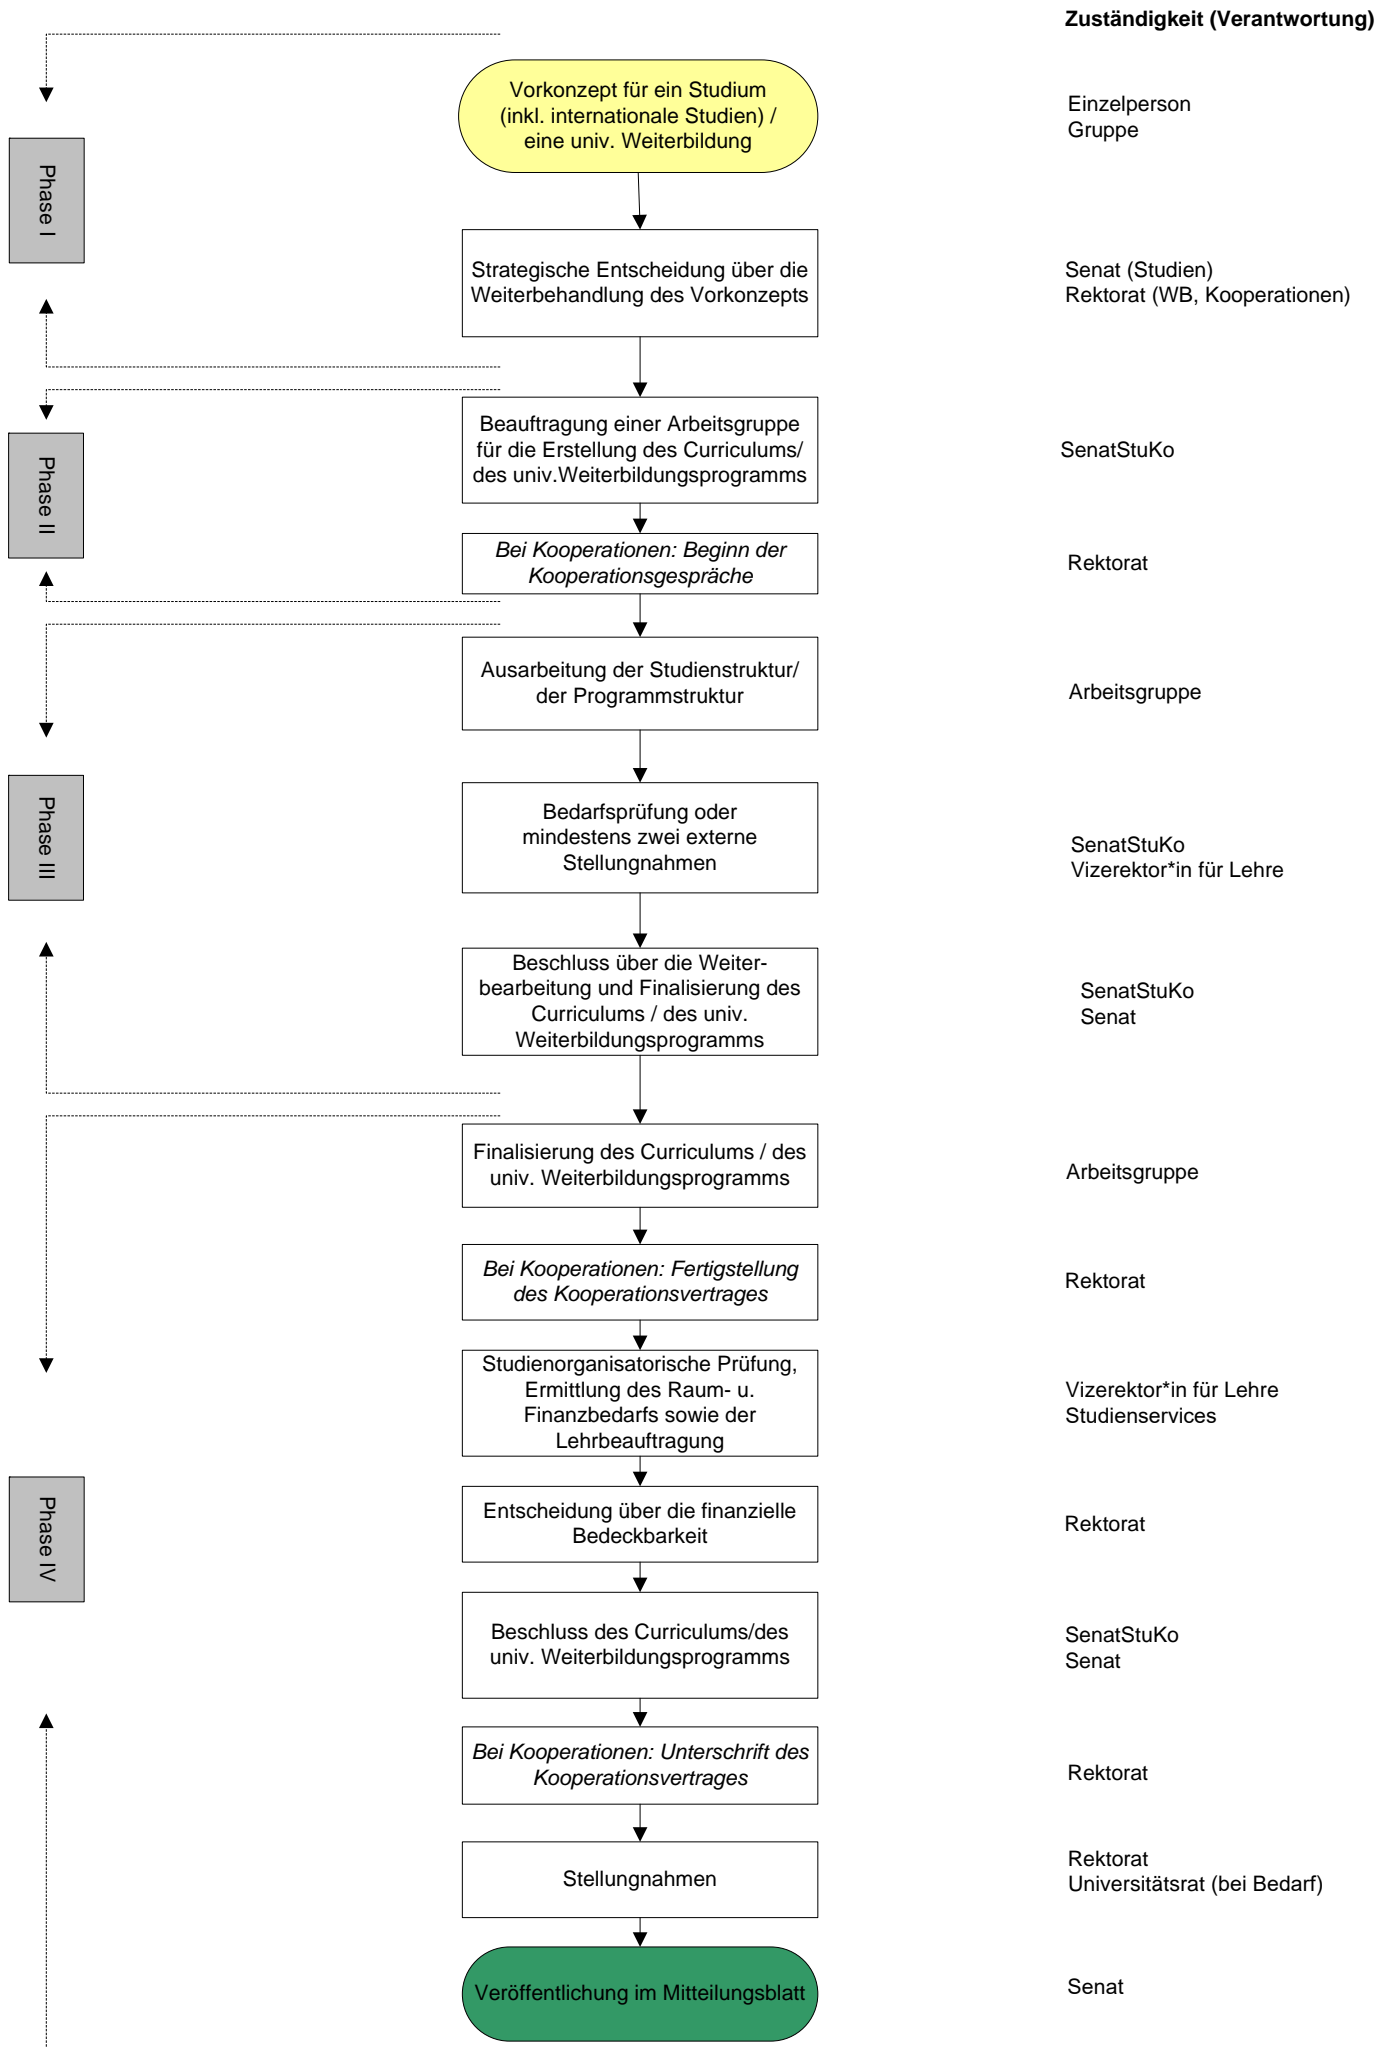 Zuständigkeit (Verantwortung)
Vorkonzept für ein Studium
(inkl. internationale Studien) /
eine univ. Weiterbildung
Einzelperson
Gruppe
Phase I
Strategische Entscheidung über die
Weiterbehandlung des Vorkonzepts
Senat (Studien)
Rektorat (WB, Kooperationen)
Beauftragung einer Arbeitsgruppe
für die Erstellung des Curriculums/
des univ.Weiterbildungsprogramms
SenatStuKo
Phase II
Bei Kooperationen: Beginn der
Kooperationsgespräche
Rektorat
Ausarbeitung der Studienstruktur/
der Programmstruktur
Arbeitsgruppe
Phase III
Bedarfsprüfung oder
mindestens zwei externe
Stellungnahmen
SenatStuKo
Vizerektor*in für Lehre
Beschluss über die Weiter-
bearbeitung und Finalisierung des
Curriculums / des univ.
Weiterbildungsprogramms
SenatStuKo
Senat
Finalisierung des Curriculums / des
univ. Weiterbildungsprogramms
Arbeitsgruppe
Bei Kooperationen: Fertigstellung
des Kooperationsvertrages
Rektorat
Studienorganisatorische Prüfung,
Ermittlung des Raum- u.
Finanzbedarfs sowie der
Lehrbeauftragung
Vizerektor*in für Lehre
Studienservices
Phase IV
Entscheidung über die finanzielle
Bedeckbarkeit
Rektorat
Beschluss des Curriculums/des
univ. Weiterbildungsprogramms
SenatStuKo
Senat
Bei Kooperationen: Unterschrift des
Kooperationsvertrages
Rektorat
Stellungnahmen
Rektorat
Universitätsrat (bei Bedarf)
Veröffentlichung im Mitteilungsblatt
Senat